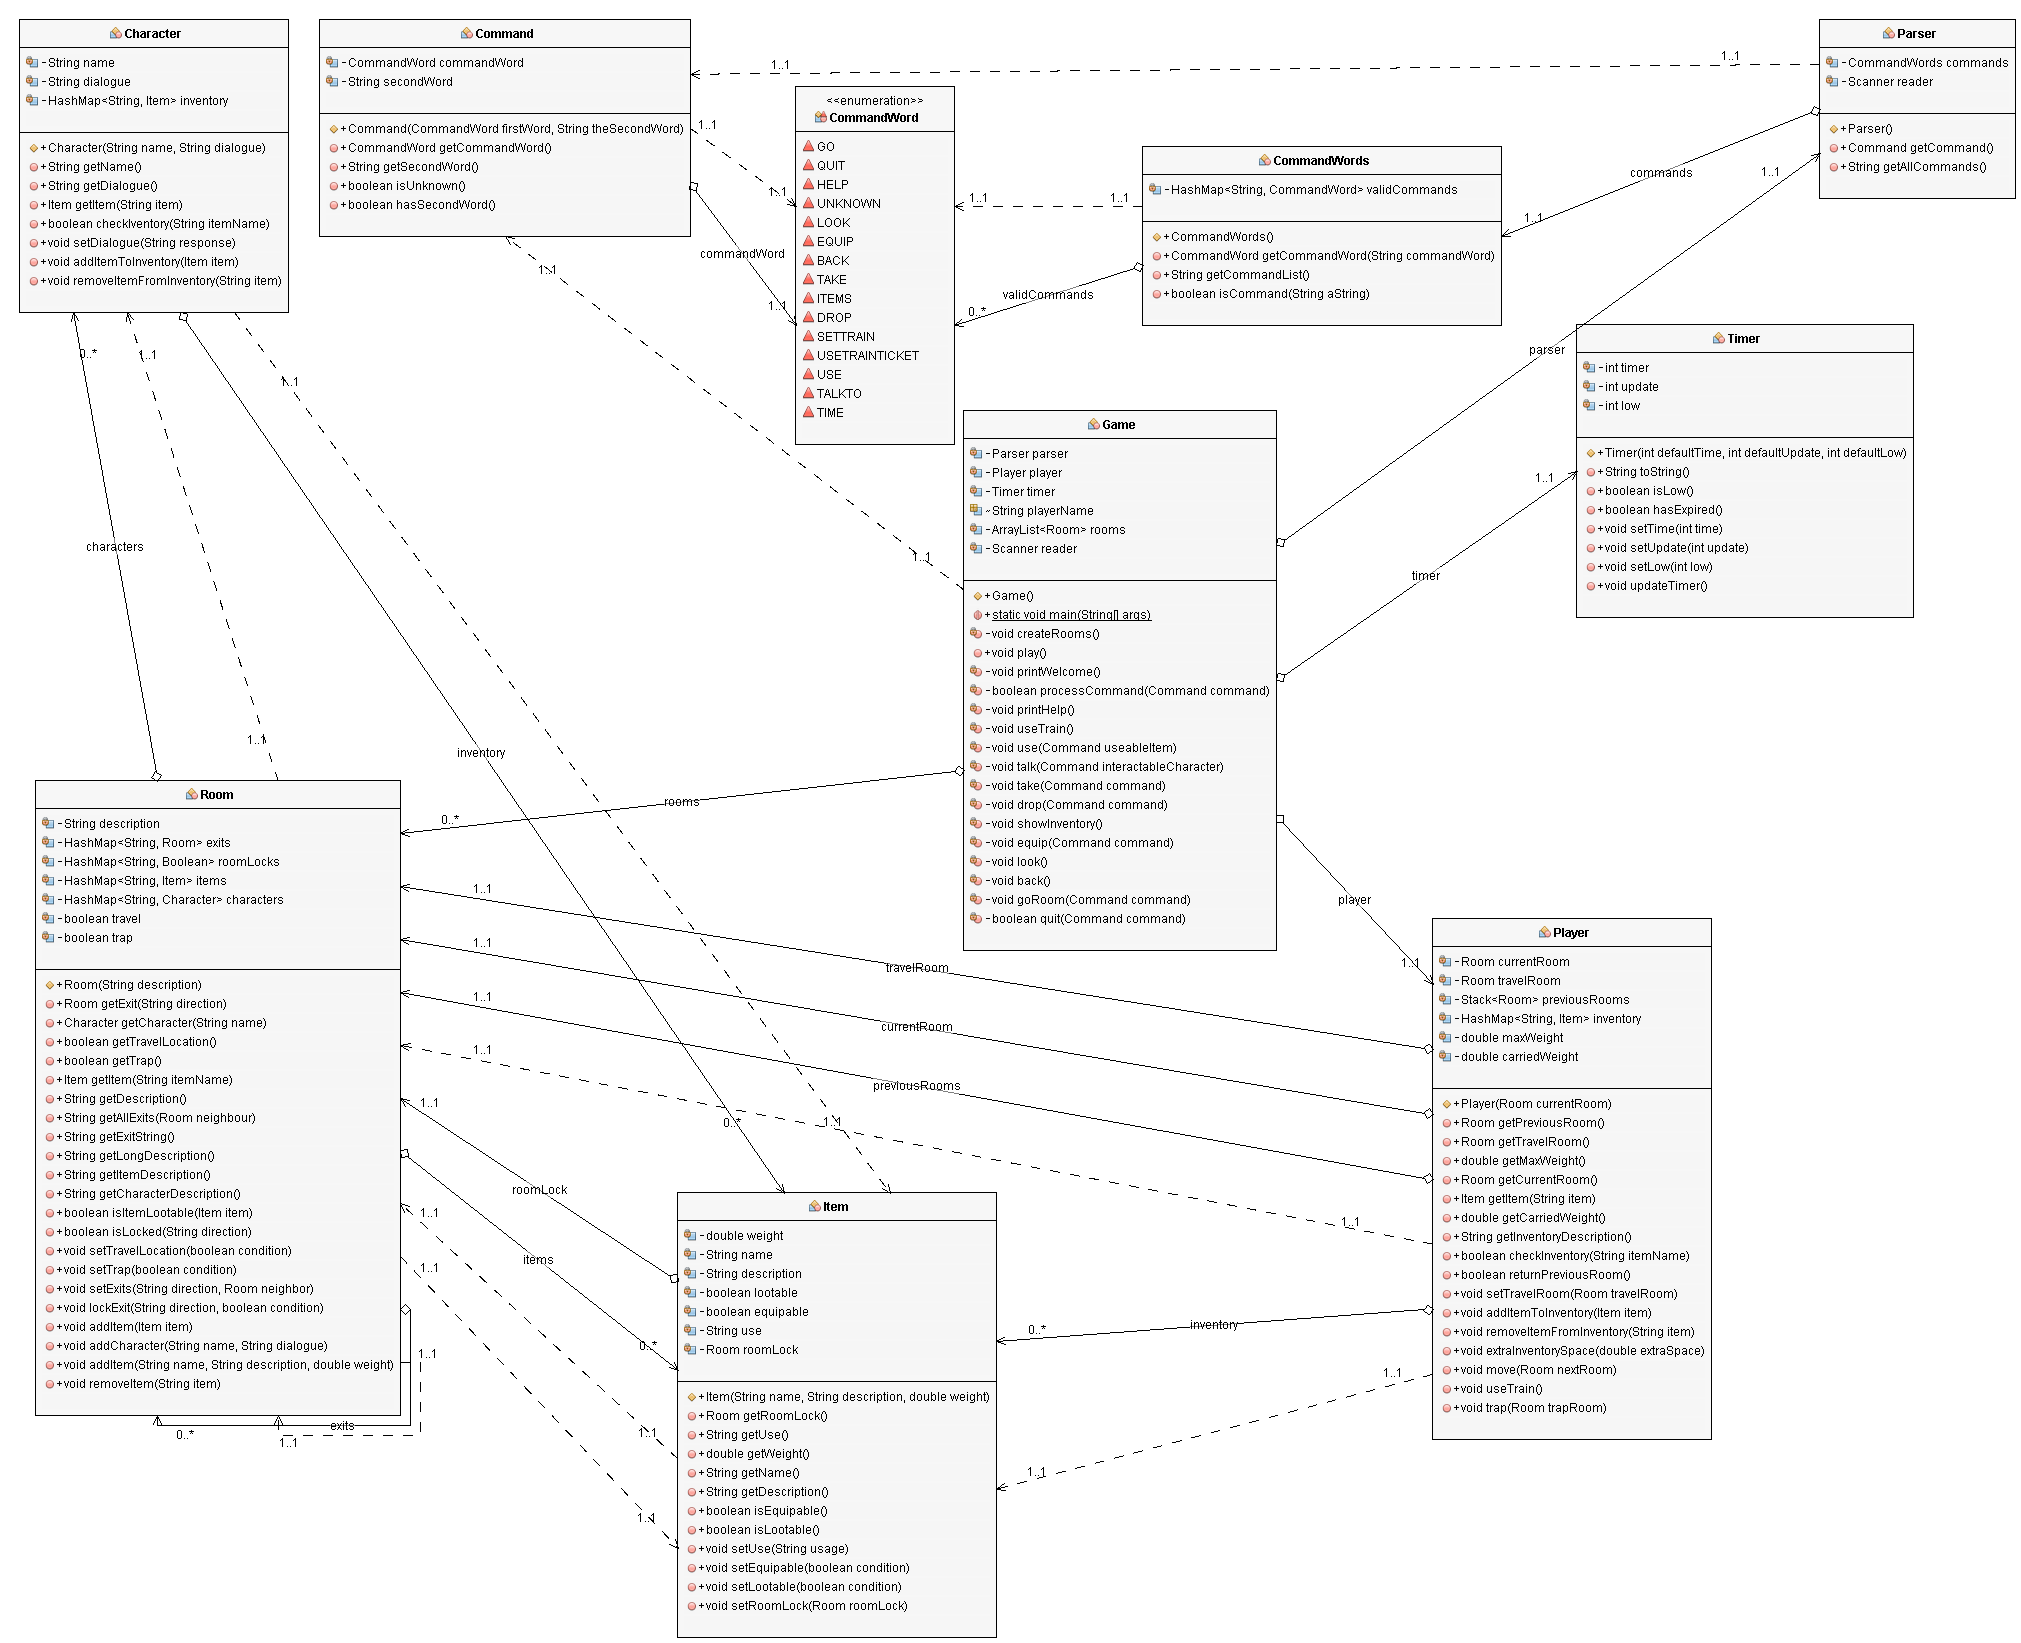 Character
-String name
-String dialogue
-HashMap<String, Item> inventory
+Character(String name, String dialogue)
+String getName()
+String getDialogue()
+Item getItem(String item)
+boolean checkIventory(String itemName)
+void setDialogue(String response)
+void addItemToInventory(Item item)
+void removeItemFromInventory(String item)
Command
-CommandWord commandWord
-String secondWord
+Command(CommandWord firstWord, String theSecondWord)
+CommandWord getCommandWord()
+String getSecondWord()
+boolean isUnknown()
+boolean hasSecondWord()
<<enumeration>>
CommandWord
GO
QUIT
HELP
UNKNOWN
LOOK
EQUIP
BACK
TAKE
ITEMS
DROP
SETTRAIN
USETRAINTICKET
USE
TALKTO
TIME
CommandWords
-HashMap<String, CommandWord> validCommands
+CommandWords()
+CommandWord getCommandWord(String commandWord)
+String getCommandList()
+boolean isCommand(String aString)
Parser
-CommandWords commands
-Scanner reader
+Parser()
+Command getCommand()
+String getAllCommands()
Timer
-int timer
-int update
-int low
+Timer(int defaultTime, int defaultUpdate, int defaultLow)
+String toString()
+boolean isLow()
+boolean hasExpired()
+void setTime(int time)
+void setUpdate(int update)
+void setLow(int low)
+void updateTimer()
Game
-Parser parser
-Player player
-Timer timer
~String playerName
-ArrayList<Room> rooms
-Scanner reader
+Game()
+static void main(String[] args)
-void createRooms()
+void play()
-void printWelcome()
-boolean processCommand(Command command)
-void printHelp()
-void useTrain()
-void use(Command useableItem)
-void talk(Command interactableCharacter)
-void take(Command command)
-void drop(Command command)
-void showInventory()
-void equip(Command command)
-void look()
-void back()
-void goRoom(Command command)
-boolean quit(Command command)
Room
-String description
-HashMap<String, Room> exits
-HashMap<String, Boolean> roomLocks
-HashMap<String, Item> items
-HashMap<String, Character> characters
-boolean travel
-boolean trap
+Room(String description)
+Room getExit(String direction)
+Character getCharacter(String name)
+boolean getTravelLocation()
+boolean getTrap()
+Item getItem(String itemName)
+String getDescription()
+String getAllExits(Room neighbour)
+String getExitString()
+String getLongDescription()
+String getItemDescription()
+String getCharacterDescription()
+boolean isItemLootable(Item item)
+boolean isLocked(String direction)
+void setTravelLocation(boolean condition)
+void setTrap(boolean condition)
+void setExits(String direction, Room neighbor)
+void lockExit(String direction, boolean condition)
+void addItem(Item item)
+void addCharacter(String name, String dialogue)
+void addItem(String name, String description, double weight)
+void removeItem(String item)
Player
-Room currentRoom
-Room travelRoom
-Stack<Room> previousRooms
-HashMap<String, Item> inventory
-double maxWeight
-double carriedWeight
+Player(Room currentRoom)
+Room getPreviousRoom()
+Room getTravelRoom()
+double getMaxWeight()
+Room getCurrentRoom()
+Item getItem(String item)
+double getCarriedWeight()
+String getInventoryDescription()
+boolean checkInventory(String itemName)
+boolean returnPreviousRoom()
+void setTravelRoom(Room travelRoom)
+void addItemToInventory(Item item)
+void removeItemFromInventory(String item)
+void extraInventorySpace(double extraSpace)
+void move(Room nextRoom)
+void useTrain()
+void trap(Room trapRoom)
Item
-double weight
-String name
-String description
-boolean lootable
-boolean equipable
-String use
-Room roomLock
+Item(String name, String description, double weight)
+Room getRoomLock()
+String getUse()
+double getWeight()
+String getName()
+String getDescription()
+boolean isEquipable()
+boolean isLootable()
+void setUse(String usage)
+void setEquipable(boolean condition)
+void setLootable(boolean condition)
+void setRoomLock(Room roomLock)
1..1
1..1
1..1
1..1
commandWord
1..1
1..1
1..1
validCommands
0..*
commands
1..1
1..1
parser
1..1
timer
1..1
1..1
0..*
1..1
1..1
characters
1..1
inventory
0..*
1..1
rooms
0..*
player
1..1
1..1
travelRoom
1..1
currentRoom
1..1
previousRooms
1..1
1..1
1..1
roomLock
items
0..*
1..1
1..1
1..1
1..1
inventory
0..*
1..1
1..1
exits
0..*
1..1
1..1